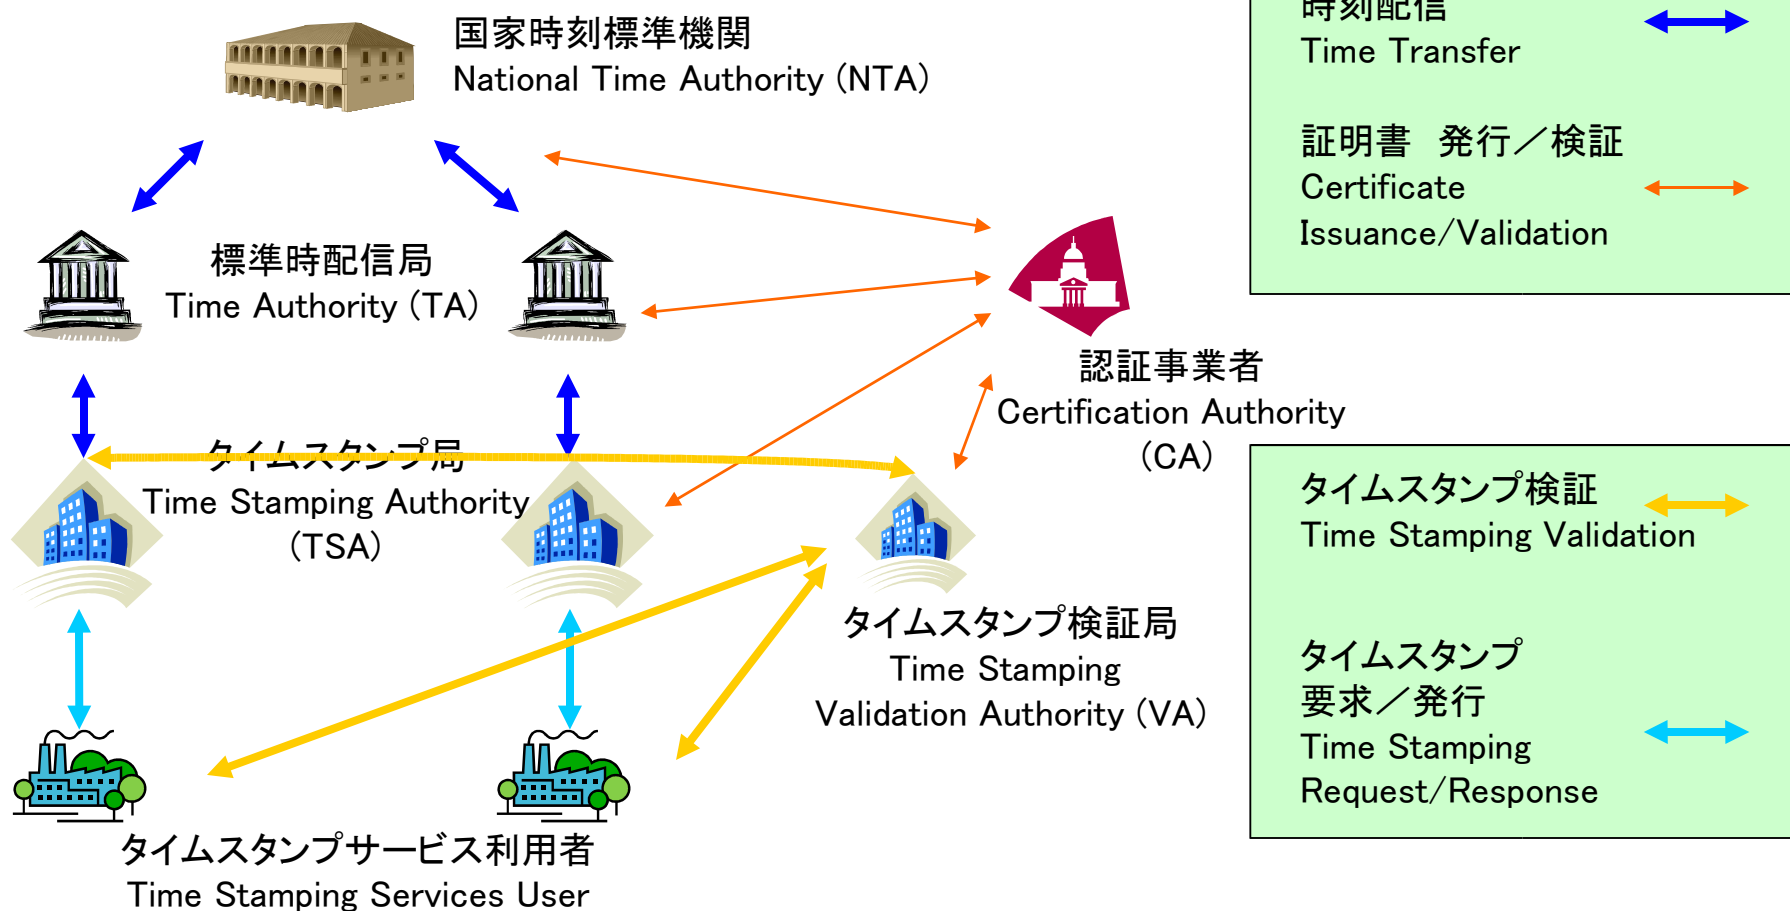 国家時刻標準機関
National Time Authority (NTA)
時刻配信
Time Transfer
証明書 発行／検証
Certificate
Issuance/Validation
標準時配信局
Time Authority (TA)
認証事業者
Certification Authority
(CA)
タイムスタンプ局
Time Stamping Authority
(TSA)
タイムスタンプ検証
Time Stamping Validation
タイムスタンプ検証局
Time Stamping
Validation Authority (VA)
タイムスタンプ
要求／発行
Time Stamping
Request/Response
タイムスタンプサービス利用者
Time Stamping Services User